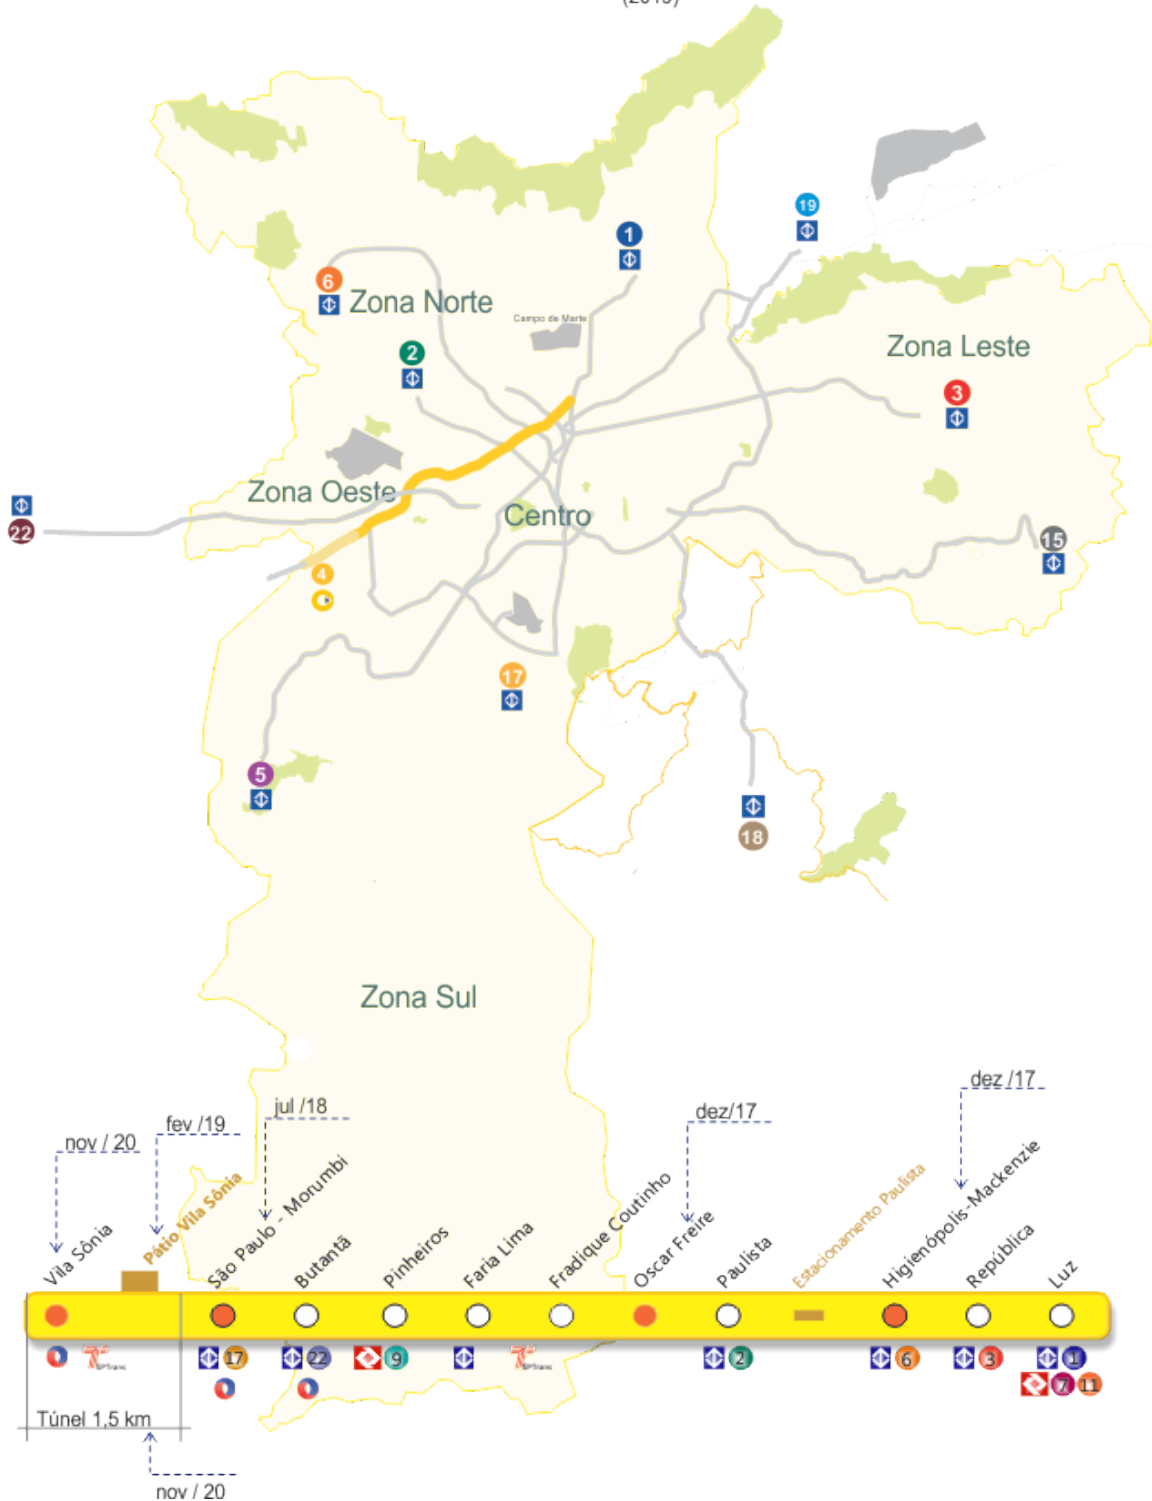 (2019)
19
1
6
Zona Norte
Campo de Marte
2
Zona Leste
3
Zona Oeste
Centro
22
15
4
17
5
18
Zona Sul
dez /17
jul /18
dez/17
fev /19
nov / 20
Vila Sônia
Pátio Vila Sônia
São Paulo - Morumbi
Butantã
Pinheiros
Faria Lima
Fradique Coutinho
Oscar Freire
Paulista
Estacionamento Paulista
Higienópolis-Mackenzie
República
Luz
SPTrans
17
22
9
SPTrans
2
6
3
1
7 11
Túnel 1,5 km
nov / 20